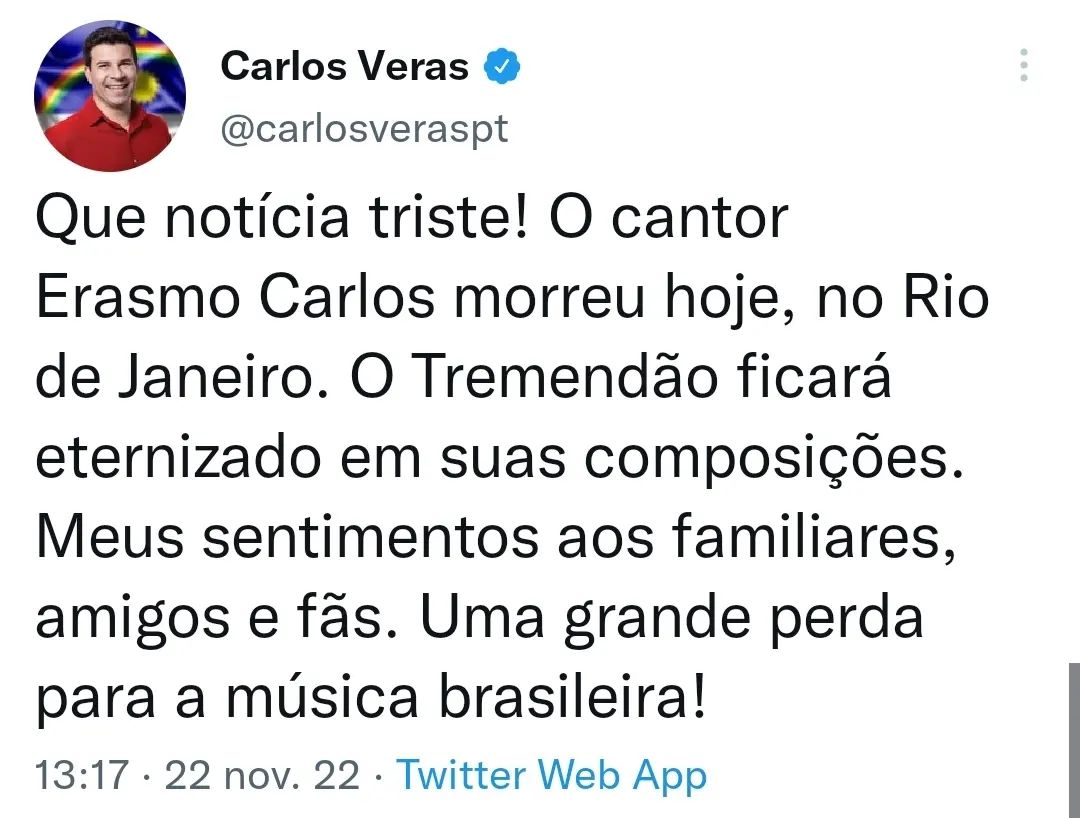 Carlos Veras
@carlosveraspt
Que notícia triste! O cantor
Erasmo Carlos morreu hoje, no Rio
de Janeiro. O Tremendão ficará
eternizado em suas composições.
Meus sentimentos aos familiares,
amigos e fãs. Uma grande perda
para a música brasileira!
13:17 · 22 nov. 22 · Twitter Web App